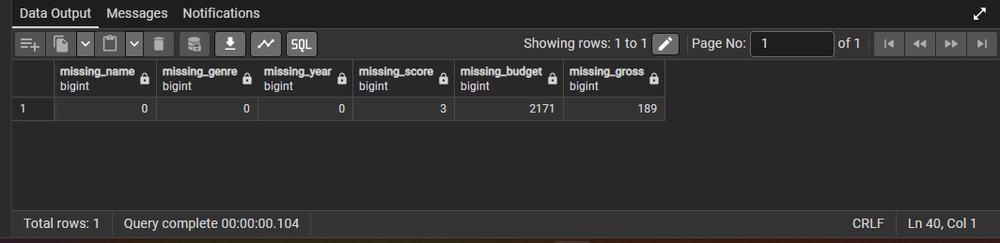 Data Output Messages Notifications
SQL Showing rows: 1 to 1 Page No: 1 of 1
missing_name missing_genre missing_year missing_score missing_budget missing_gross
bigint bigint bigint bigint bigint bigint
1 0 0 0 3 2171 189
Total rows: 1 Query complete 00:00:00.104 CRLF Ln 40, Col 1